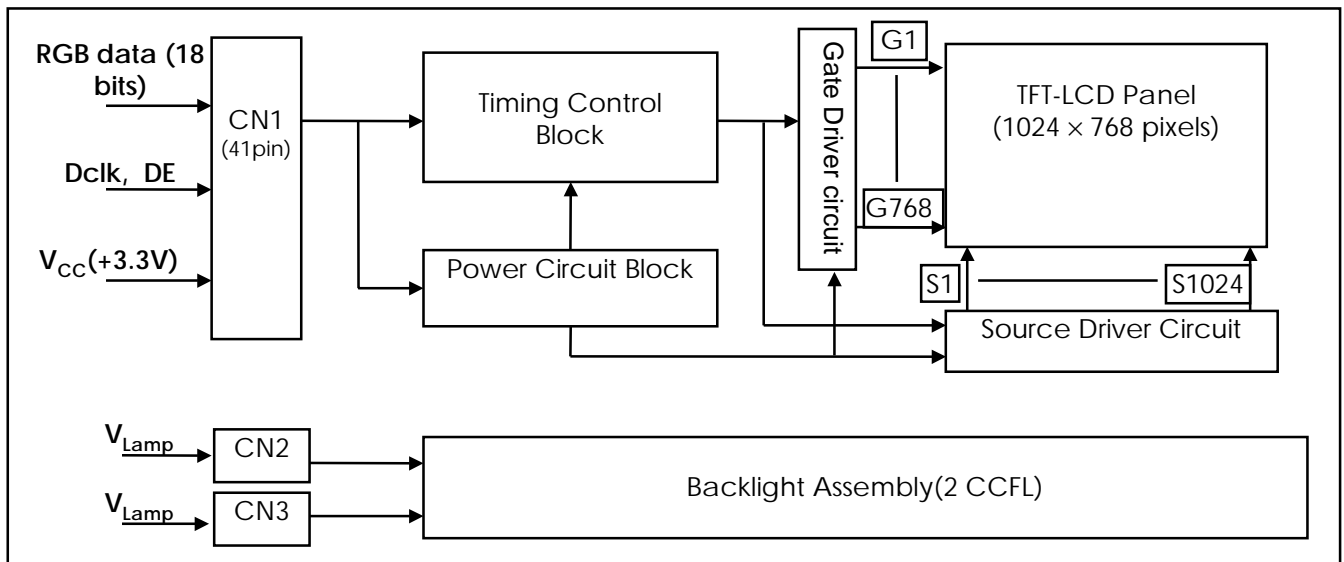 RGB data (18
bits)
Dclk, DE
VCC(+3.3V)
CN1
(41pin)
Timing Control
Block
Power Circuit Block
Gate Driver circuit
G1
G768
TFT-LCD Panel
(1024 × 768 pixels)
S1
S1024
Source Driver Circuit
VLamp
CN2
VLamp
CN3
Backlight Assembly(2 CCFL)